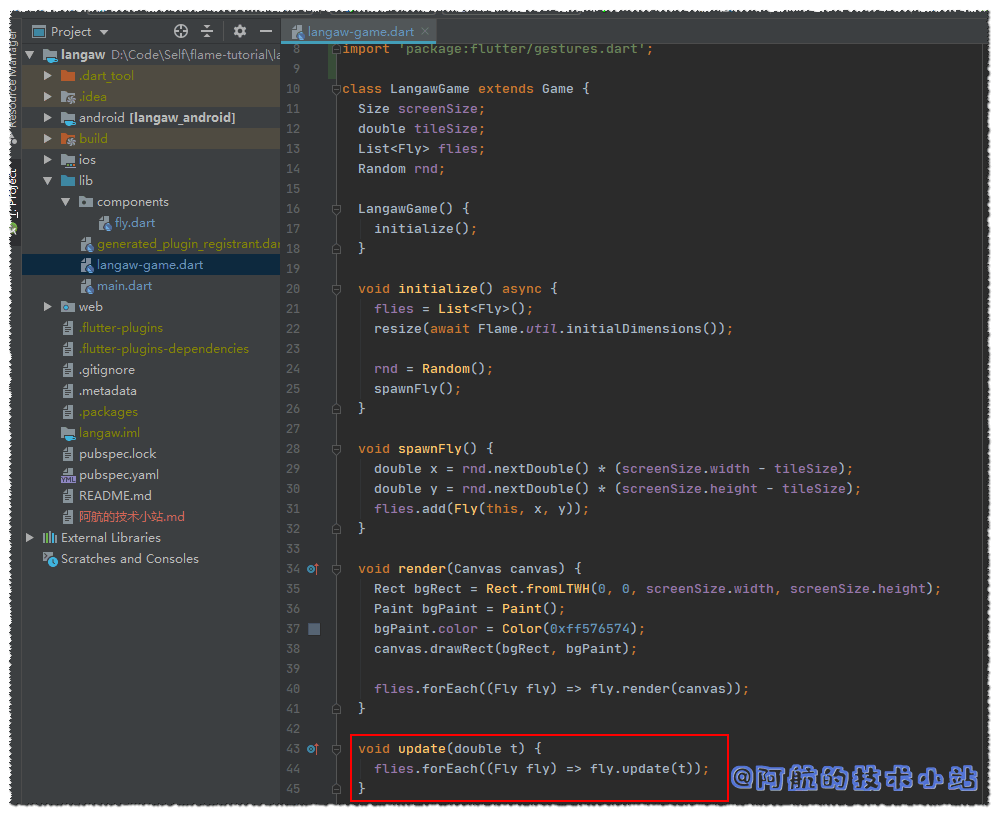 Project
langaw-game.dart
Resource Manager
langaw D:\Code\Self\flame-tutorial\la
.dart_tool
.idea
android [langaw_android]
build
ios
lib
components
fly.dart
generated_plugin_registrant.dar
langaw-game.dart
main.dart
web
.flutter-plugins
.flutter-plugins-dependencies
.gitignore
.metadata
.packages
langaw.iml
pubspec.lock
pubspec.yaml
README.md
阿航的技术小站.md
External Libraries
Scratches and Consoles
1: Project
8 import 'package:flutter/gestures.dart';
9
10 class LangawGame extends Game {
11 Size screenSize;
12 double tileSize;
13 List<Fly> flies;
14 Random rnd;
15
16 LangawGame() {
17 initialize();
18 }
19
20 void initialize() async {
21 flies = List<Fly>();
22 resize(await Flame.util.initialDimensions());
23
24 rnd = Random();
25 spawnFly();
26 }
27
28 void spawnFly() {
29 double x = rnd.nextDouble() * (screenSize.width - tileSize);
30 double y = rnd.nextDouble() * (screenSize.height - tileSize);
31 flies.add(Fly(this, x, y));
32 }
33
34 void render(Canvas canvas) {
35 Rect bgRect = Rect.fromLTWH(0, 0, screenSize.width, screenSize.height);
36 Paint bgPaint = Paint();
37 bgPaint.color = Color(0xff576574);
38 canvas.drawRect(bgRect, bgPaint);
39
40 flies.forEach((Fly fly) => fly.render(canvas));
41 }
42
43 void update(double t) {
44 flies.forEach((Fly fly) => fly.update(t));
45 }
@阿航的技术小站